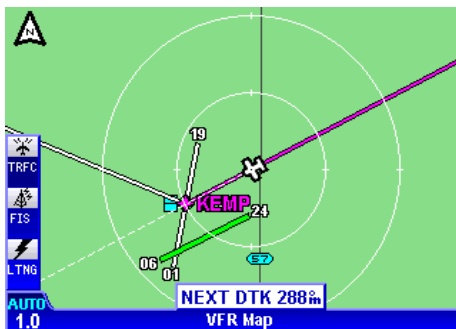 N
19
TRFC
KEMP
24
FIS
57
06
01
LTNG
NEXT DTK 288°m
AUTO
1.0
VFR Map